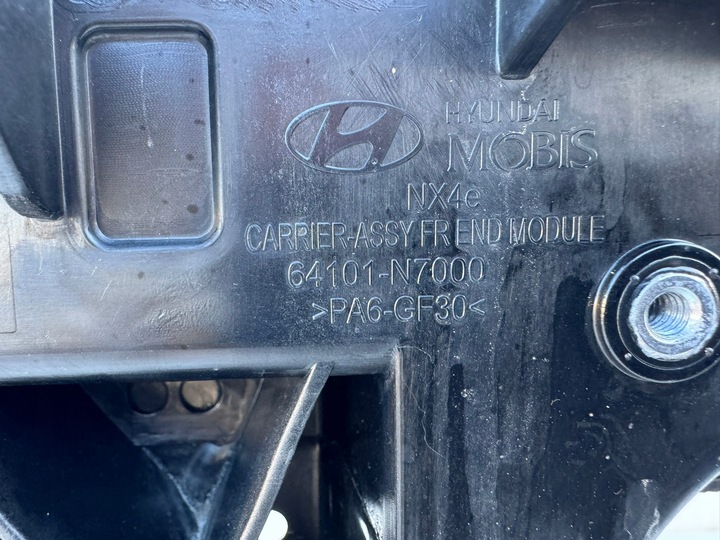 HYUNDAI
MOBIS
NX4e
CARRIER-ASSY FR END MODULE
64101-N7000
>PA6-GF30<